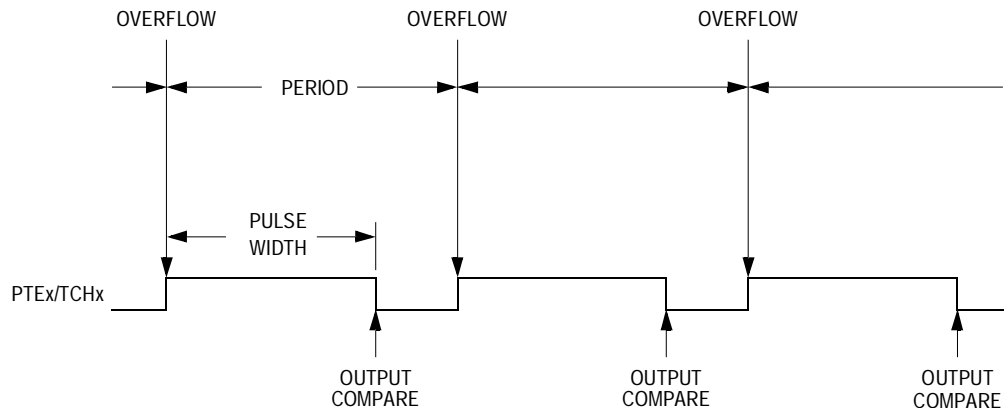 OVERFLOW
OVERFLOW
OVERFLOW
PERIOD
PULSE
WIDTH
PTEx/TCHx
OUTPUT
COMPARE
OUTPUT
COMPARE
OUTPUT
COMPARE